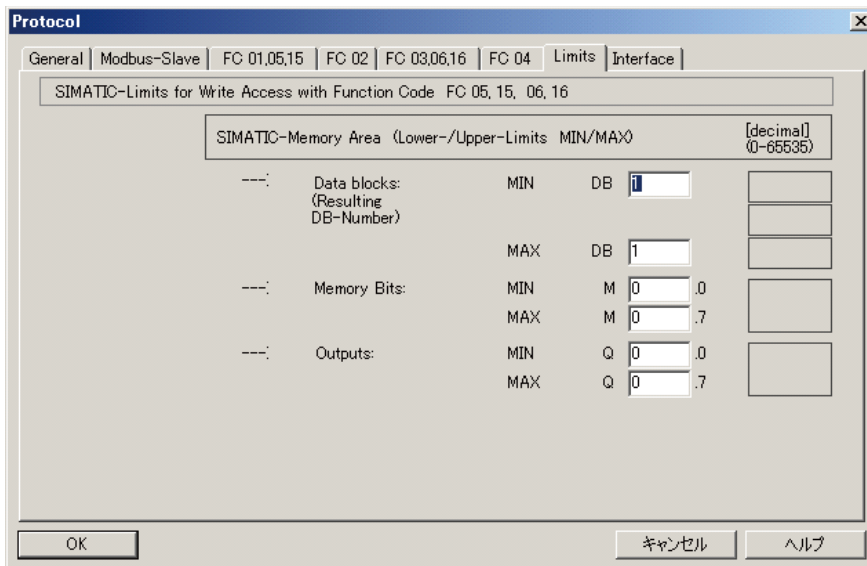 Protocol
General Modbus-Slave FC 01,05,15 FC 02 FC 03,06,16 FC 04 Limits Interface
SIMATIC-Limits for Write Access with Function Code FC 05, 15, 06, 16
SIMATIC-Memory Area (Lower-/Upper-Limits MIN/MAX) [decimal]
(0-65535)
---: Data blocks: MIN DB 1
(Resulting
DB-Number)
MAX DB 1
---: Memory Bits: MIN M 0 .0
MAX M 0 .7
---: Outputs: MIN Q 0 .0
MAX Q 0 .7
OK キャンセル ヘルプ